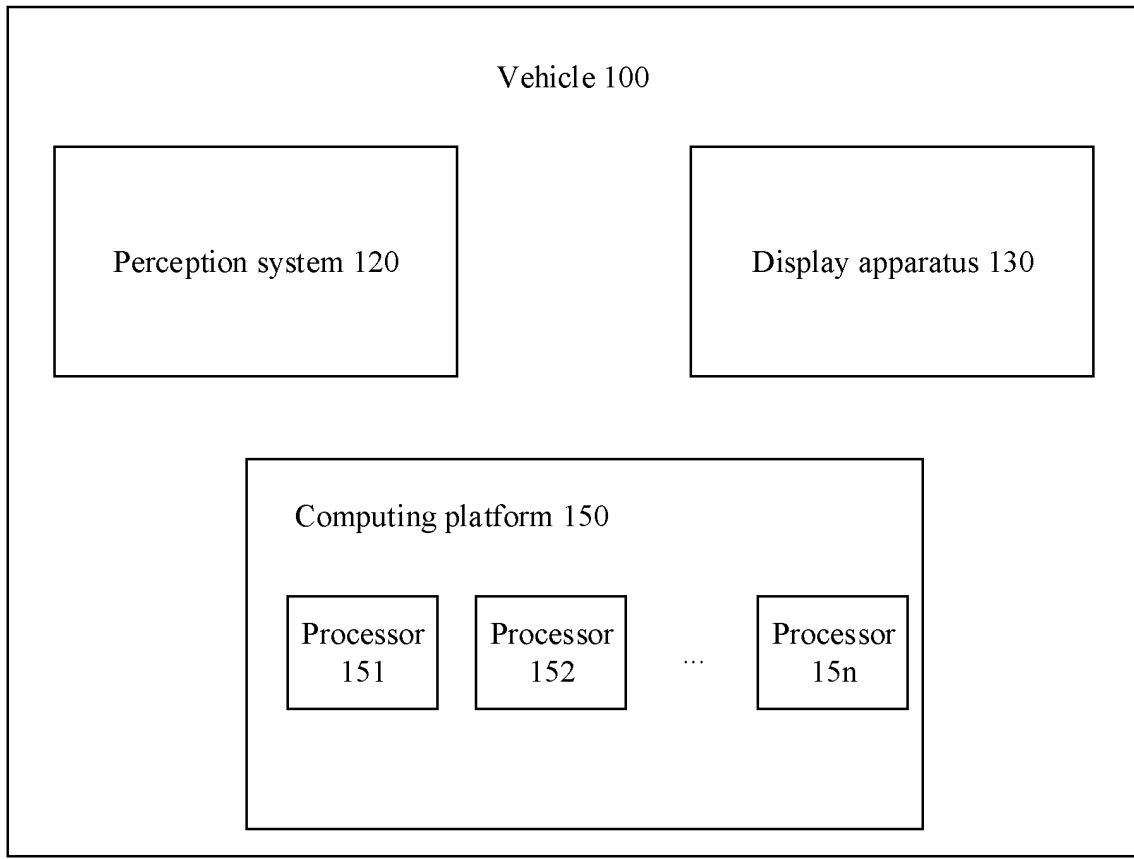 Vehicle 100
Perception system 120
Display apparatus 130
Computing platform 150
Processor
151
Processor
152
...
Processor
15n